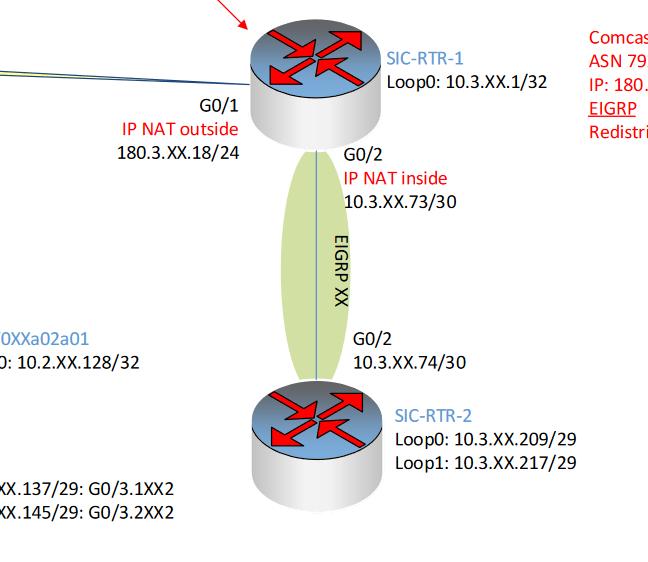 SIC-RTR-1
Loop0: 10.3.XX.1/32
G0/1
IP NAT outside
180.3.XX.18/24
G0/2
IP NAT inside
10.3.XX.73/30
Comcas
ASN 79
IP: 180.
EIGRP
Redistri
EIGRP XX
G0/2
10.3.XX.74/30
0XXa02a01
0: 10.2.XX.128/32
SIC-RTR-2
Loop0: 10.3.XX.209/29
Loop1: 10.3.XX.217/29
XX.137/29: G0/3.1XX2
XX.145/29: G0/3.2XX2